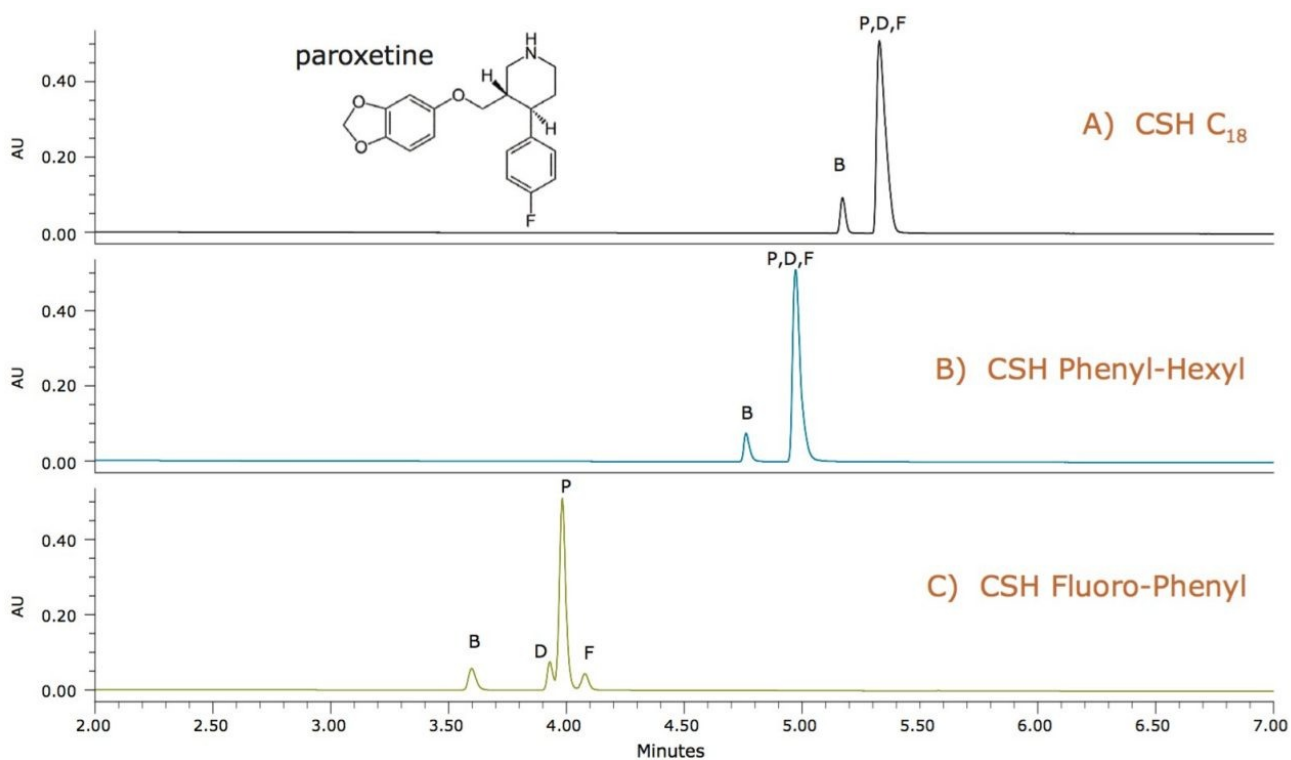 P,D,F
paroxetine
H
N
H
O
O
O
H
F
B
A) CSH C₁₈
AU
0.40
0.20
0.00
P,D,F
B
B) CSH Phenyl-Hexyl
AU
0.40
0.20
0.00
P
B
D
F
C) CSH Fluoro-Phenyl
AU
0.40
0.20
0.00
2.00 2.50 3.00 3.50 4.00 4.50 5.00 5.50 6.00 6.50 7.00
Minutes